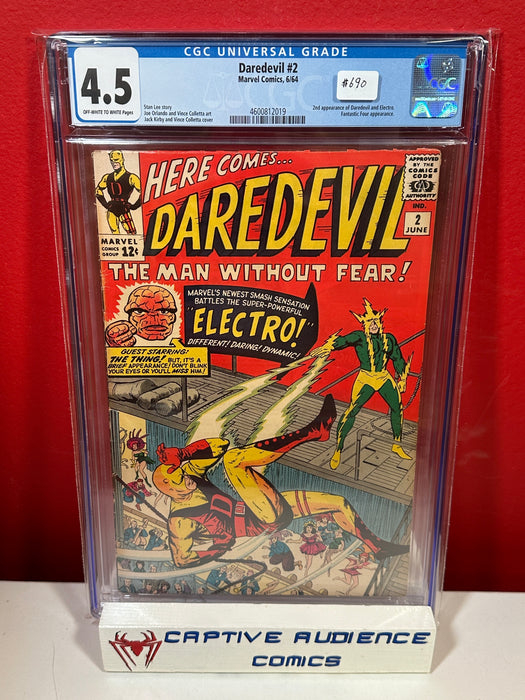 CGC UNIVERSAL GRADE
4.5
OFF-WHITE TO WHITE Pages
Daredevil #2
Marvel Comics, 6/64
Stan Lee story
Joe Orlando and Vince Colletta art
Jack Kirby and Vince Colletta cover
4600812019
#690
2nd appearance of Daredevil and Electro.
Fantastic Four appearance.
CGC
HERE COMES...
DAREDEVIL
THE MAN WITHOUT FEAR!
D
MARVEL
COMICS
GROUP
12¢
APPROVED
BY THE
COMICS
CODE
AUTHORITY
IND.
2
JUNE
MARVEL'S NEWEST SMASH SENSATION
BATTLES THE SUPER-POWERFUL
"ELECTRO!"
DIFFERENT! DARING! DYNAMIC!
GUEST STARRING:
THE THING! BUT, IT'S A
BRIEF APPEARANCE! DON'T BLINK
YOUR EYES OR YOU'LL MISS HIM!
D
CAPTIVE AUDIENCE
COMICS